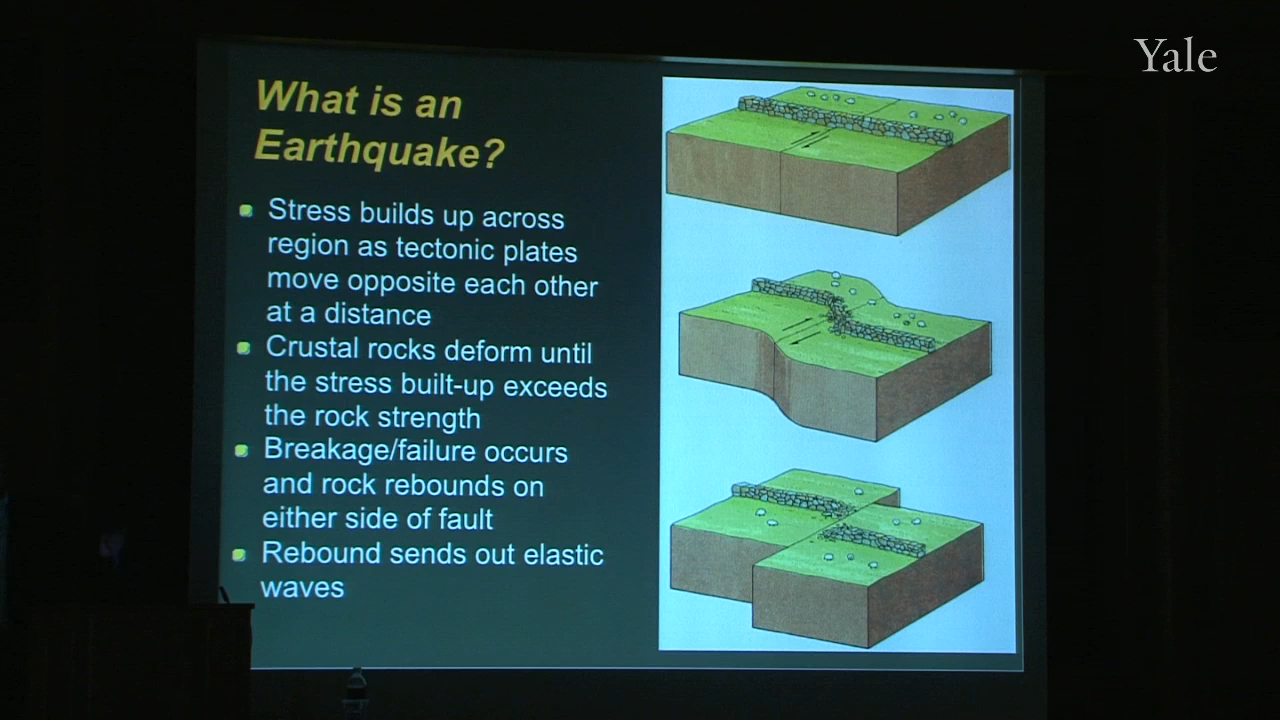 Yale
What is an
Earthquake?
Stress builds up across
region as tectonic plates
move opposite each other
at a distance
Crustal rocks deform until
the stress built-up exceeds
the rock strength
Breakage/failure occurs
and rock rebounds on
either side of fault
Rebound sends out elastic
waves